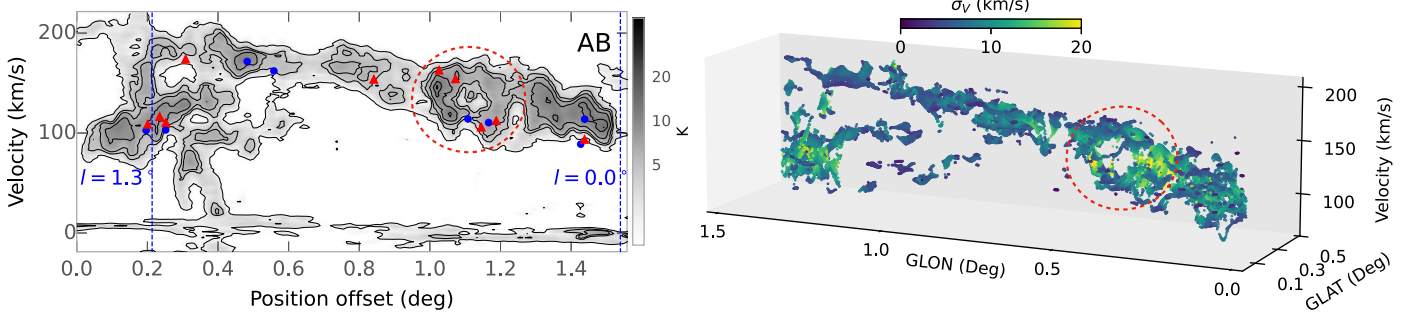 AB
Velocity (km/s)
200
100
0
l = 1.3°
l = 0.0°
0.0 0.2 0.4 0.6 0.8 1.0 1.2 1.4
Position offset (deg)
20
10
5
K
σV (km/s)
0 10 20
200
150
100
Velocity (km/s)
1.5 1.0 0.5 0.0
GLON (Deg)
0.5
0.3
0.1
GLAT (Deg)